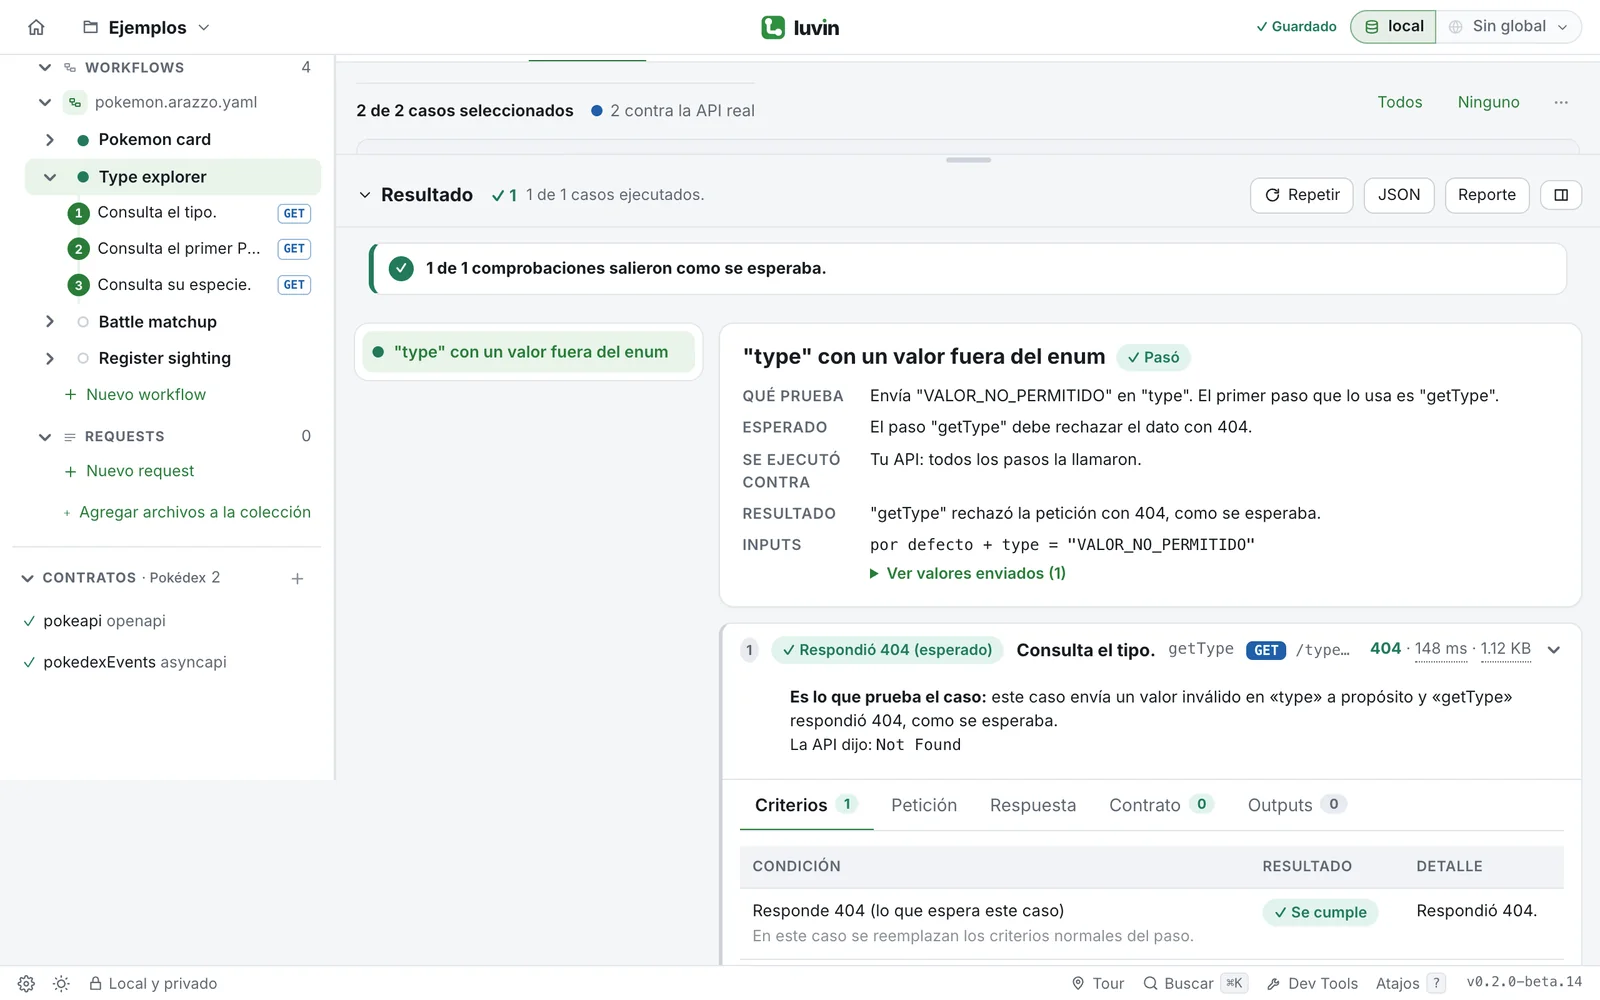 Ejemplos
luvin
Guardado
local
Sin global
WORKFLOWS 4
pokemon.arazzo.yaml
Pokemon card
Type explorer
1 Consulta el tipo. GET
2 Consulta el primer P... GET
3 Consulta su especie. GET
Battle matchup
Register sighting
+ Nuevo workflow
REQUESTS 0
+ Nuevo request
+ Agregar archivos a la colección
CONTRATOS · Pokédex 2 +
pokeapi openapi
pokedexEvents asyncapi
2 de 2 casos seleccionados 2 contra la API real
Todos Ninguno ...
Resultado ✓ 1 1 de 1 casos ejecutados.
Repetir JSON Reporte
1 de 1 comprobaciones salieron como se esperaba.
"type" con un valor fuera del enum
"type" con un valor fuera del enum ✓ Pasó
QUÉ PRUEBA Envía "VALOR_NO_PERMITIDO" en "type". El primer paso que lo usa es "getType".
ESPERADO El paso "getType" debe rechazar el dato con 404.
SE EJECUTÓ CONTRA Tu API: todos los pasos la llamaron.
RESULTADO "getType" rechazó la petición con 404, como se esperaba.
INPUTS por defecto + type = "VALOR_NO_PERMITIDO"
Ver valores enviados (1)
1 ✓ Respondió 404 (esperado) Consulta el tipo. getType GET /type… 404 · 148 ms · 1.12 KB
Es lo que prueba el caso: este caso envía un valor inválido en «type» a propósito y «getType»
respondió 404, como se esperaba.
La API dijo: Not Found
Criterios 1 Petición Respuesta Contrato 0 Outputs 0
CONDICIÓN RESULTADO DETALLE
Responde 404 (lo que espera este caso) ✓ Se cumple Respondió 404.
En este caso se reemplazan los criterios normales del paso.
Local y privado
Tour Buscar ⌘K Dev Tools Atajos ? v0.2.0-beta.14